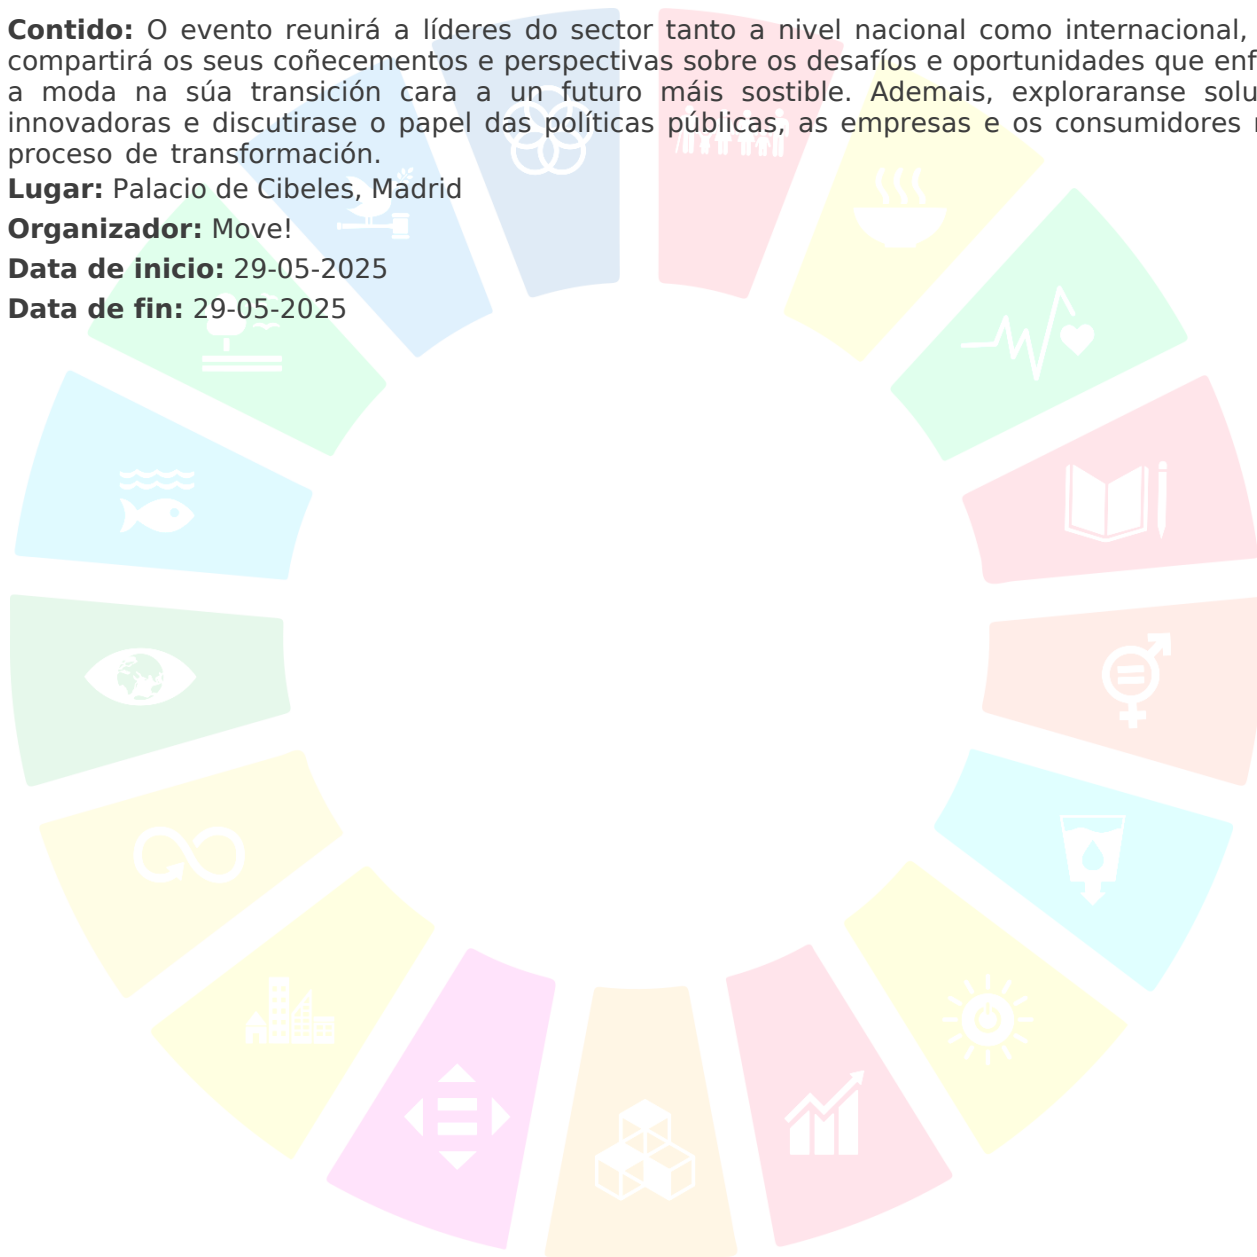 Contido: O evento reunirá a líderes do sector tanto a nivel nacional como internacional,
compartirá os seus coñecementos e perspectivas sobre os desafíos e oportunidades que enf
a moda na súa transición cara a un futuro máis sostible. Ademais, exploraranse solu
innovadoras e discutirase o papel das políticas públicas, as empresas e os consumidores
proceso de transformación.
Lugar: Palacio de Cibeles, Madrid
Organizador: Move!
Data de inicio: 29-05-2025
Data de fin: 29-05-2025